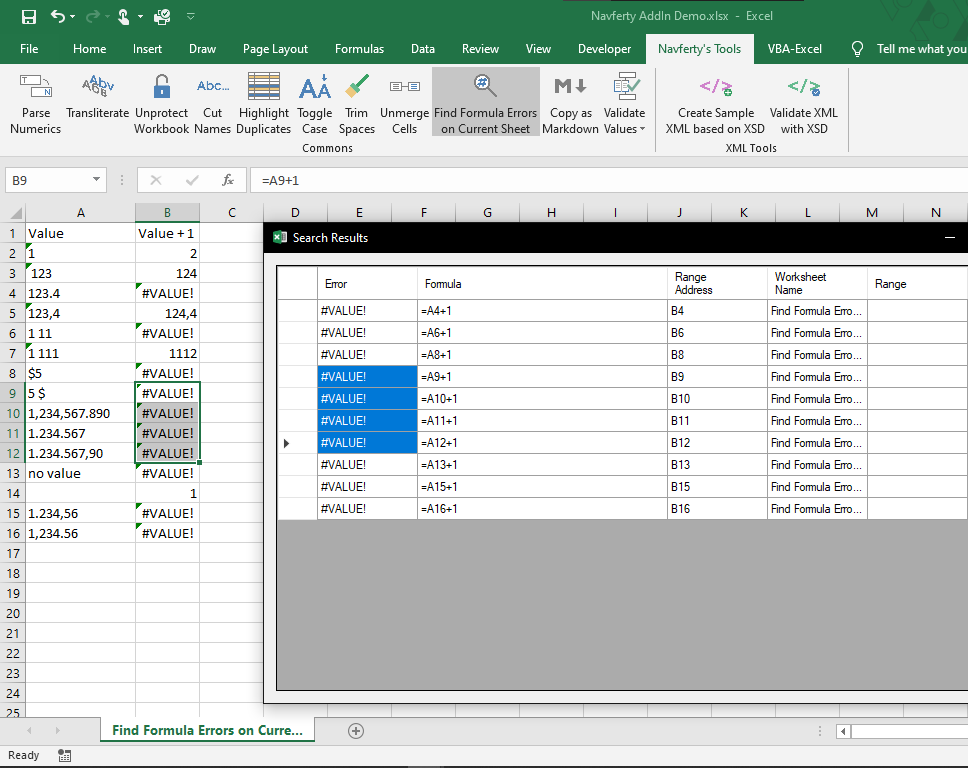 Navferty AddIn Demo.xlsx - Excel
File Home Insert Draw Page Layout Formulas Data Review View Developer Navferty's Tools VBA-Excel Tell me what you
Parse Numerics
Transliterate
Unprotect Workbook
Cut Names
Highlight Duplicates
Toggle Case
Trim Spaces
Unmerge Cells
Find Formula Errors on Current Sheet
Copy as Markdown
Validate Values
Create Sample XML based on XSD
Validate XML with XSD
Commons XML Tools
B9 fx =A9+1
A B C D E F G H I J K L M N
1 Value Value + 1
2 1 2
3 123 124
4 123.4 #VALUE!
5 123,4 124,4
6 1 11 #VALUE!
7 1 111 1112
8 $5 #VALUE!
9 5 $ #VALUE!
10 1,234,567.890 #VALUE!
11 1.234.567 #VALUE!
12 1.234.567,90 #VALUE!
13 no value #VALUE!
14 1
15 1.234,56 #VALUE!
16 1,234.56 #VALUE!
17
18
19
20
21
22
23
24
25
Search Results
Error Formula Range Address Worksheet Name Range
#VALUE! =A4+1 B4 Find Formula Erro...
#VALUE! =A6+1 B6 Find Formula Erro...
#VALUE! =A8+1 B8 Find Formula Erro...
#VALUE! =A9+1 B9 Find Formula Erro...
#VALUE! =A10+1 B10 Find Formula Erro...
#VALUE! =A11+1 B11 Find Formula Erro...
#VALUE! =A12+1 B12 Find Formula Erro...
#VALUE! =A13+1 B13 Find Formula Erro...
#VALUE! =A15+1 B15 Find Formula Erro...
#VALUE! =A16+1 B16 Find Formula Erro...
Find Formula Errors on Curre...
Ready